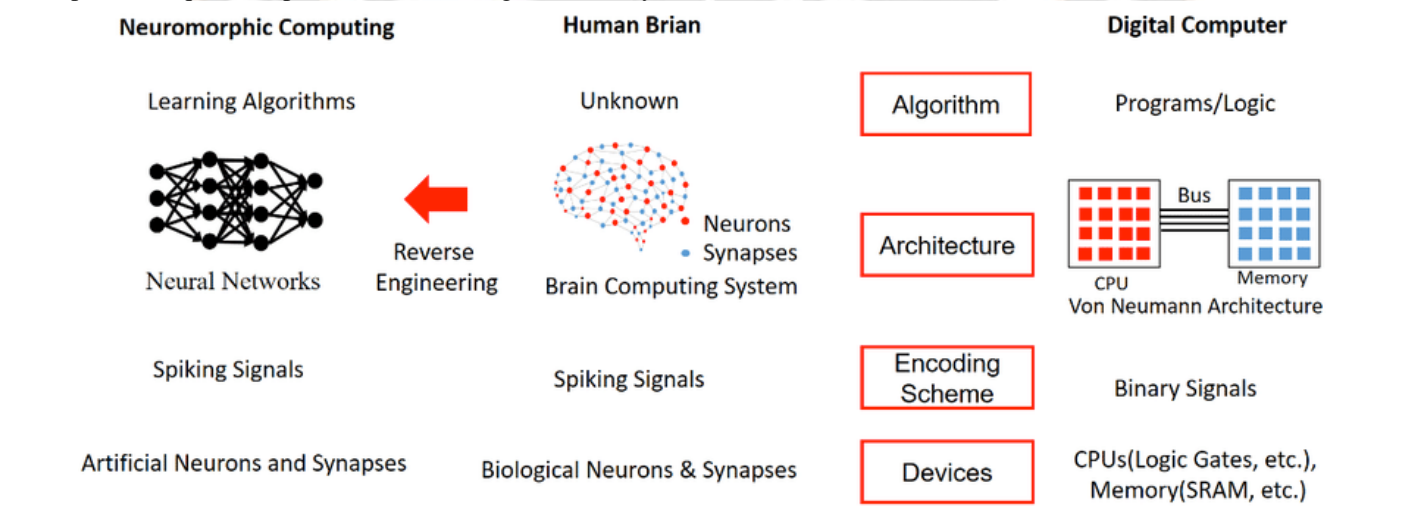 Neuromorphic Computing
Human Brian
Digital Computer
Learning Algorithms
Unknown
Algorithm
Programs/Logic
Neural Networks
Reverse
Engineering
Neurons
Synapses
Brain Computing System
Architecture
Bus
CPU
Memory
Von Neumann Architecture
Spiking Signals
Spiking Signals
Encoding
Scheme
Binary Signals
Artificial Neurons and Synapses
Biological Neurons & Synapses
Devices
CPUs(Logic Gates, etc.),
Memory(SRAM, etc.)